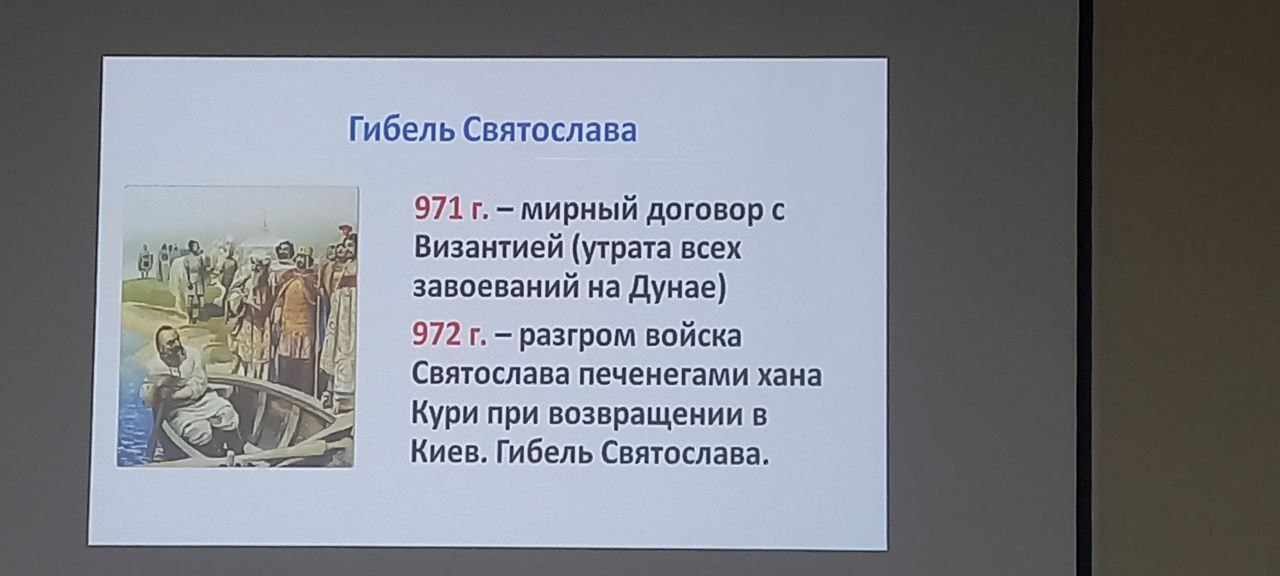 Гибель Святослава
971 г. – мирный договор с
Византией (утрата всех
завоеваний на Дунае)
972 г. – разгром войска
Святослава печенегами хана
Кури при возвращении в
Киев. Гибель Святослава.